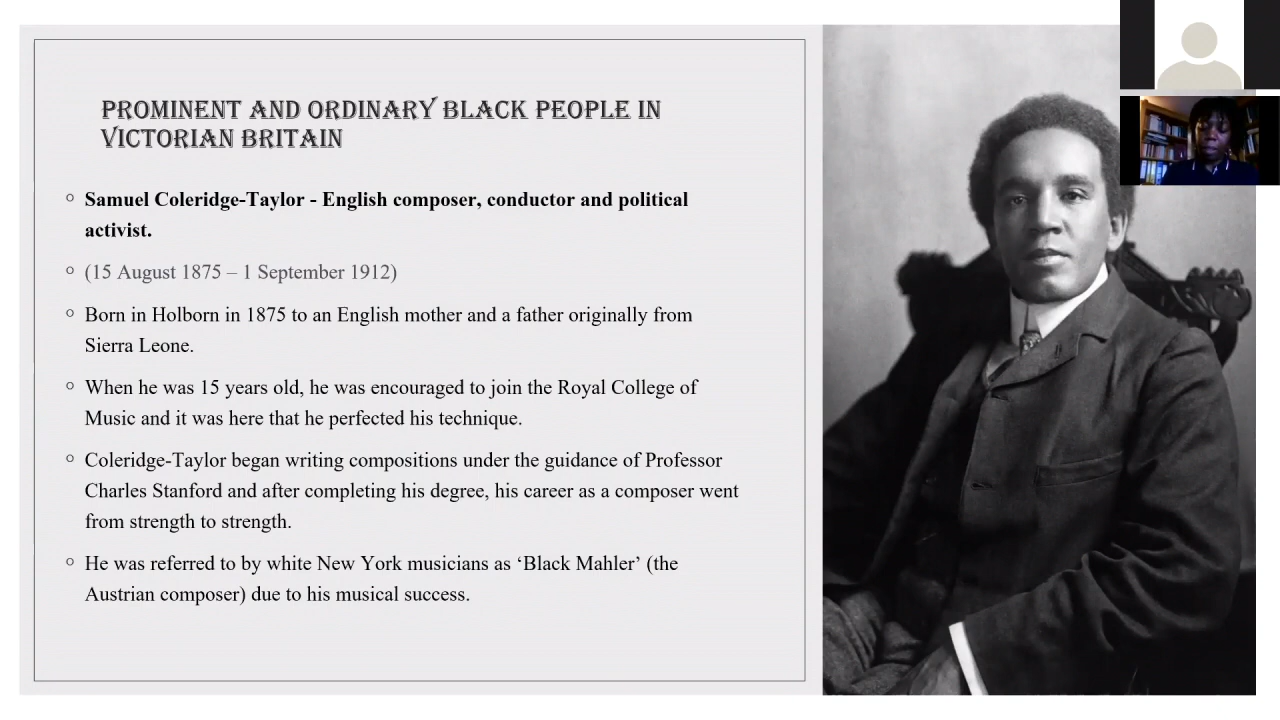 PROMINENT AND ORDINARY BLACK PEOPLE IN
VICTORIAN BRITAIN
Samuel Coleridge-Taylor - English composer, conductor and political
activist.
(15 August 1875 – 1 September 1912)
Born in Holborn in 1875 to an English mother and a father originally from
Sierra Leone.
When he was 15 years old, he was encouraged to join the Royal College of
Music and it was here that he perfected his technique.
Coleridge-Taylor began writing compositions under the guidance of Professor
Charles Stanford and after completing his degree, his career as a composer went
from strength to strength.
He was referred to by white New York musicians as ‘Black Mahler’ (the
Austrian composer) due to his musical success.